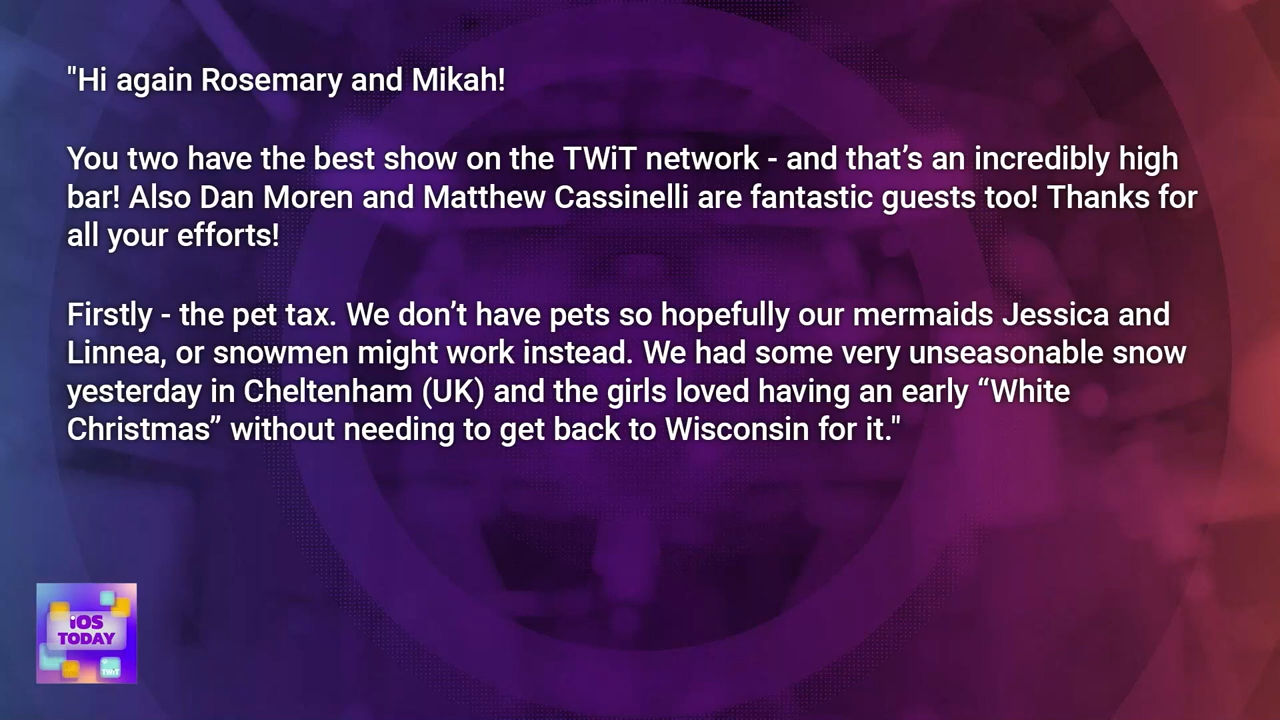 "Hi again Rosemary and Mikah!
You two have the best show on the TWiT network - and that’s an incredibly high
bar! Also Dan Moren and Matthew Cassinelli are fantastic guests too! Thanks for
all your efforts!
Firstly - the pet tax. We don’t have pets so hopefully our mermaids Jessica and
Linnea, or snowmen might work instead. We had some very unseasonable snow
yesterday in Cheltenham (UK) and the girls loved having an early “White
Christmas” without needing to get back to Wisconsin for it."
iOS
TODAY
TWiT